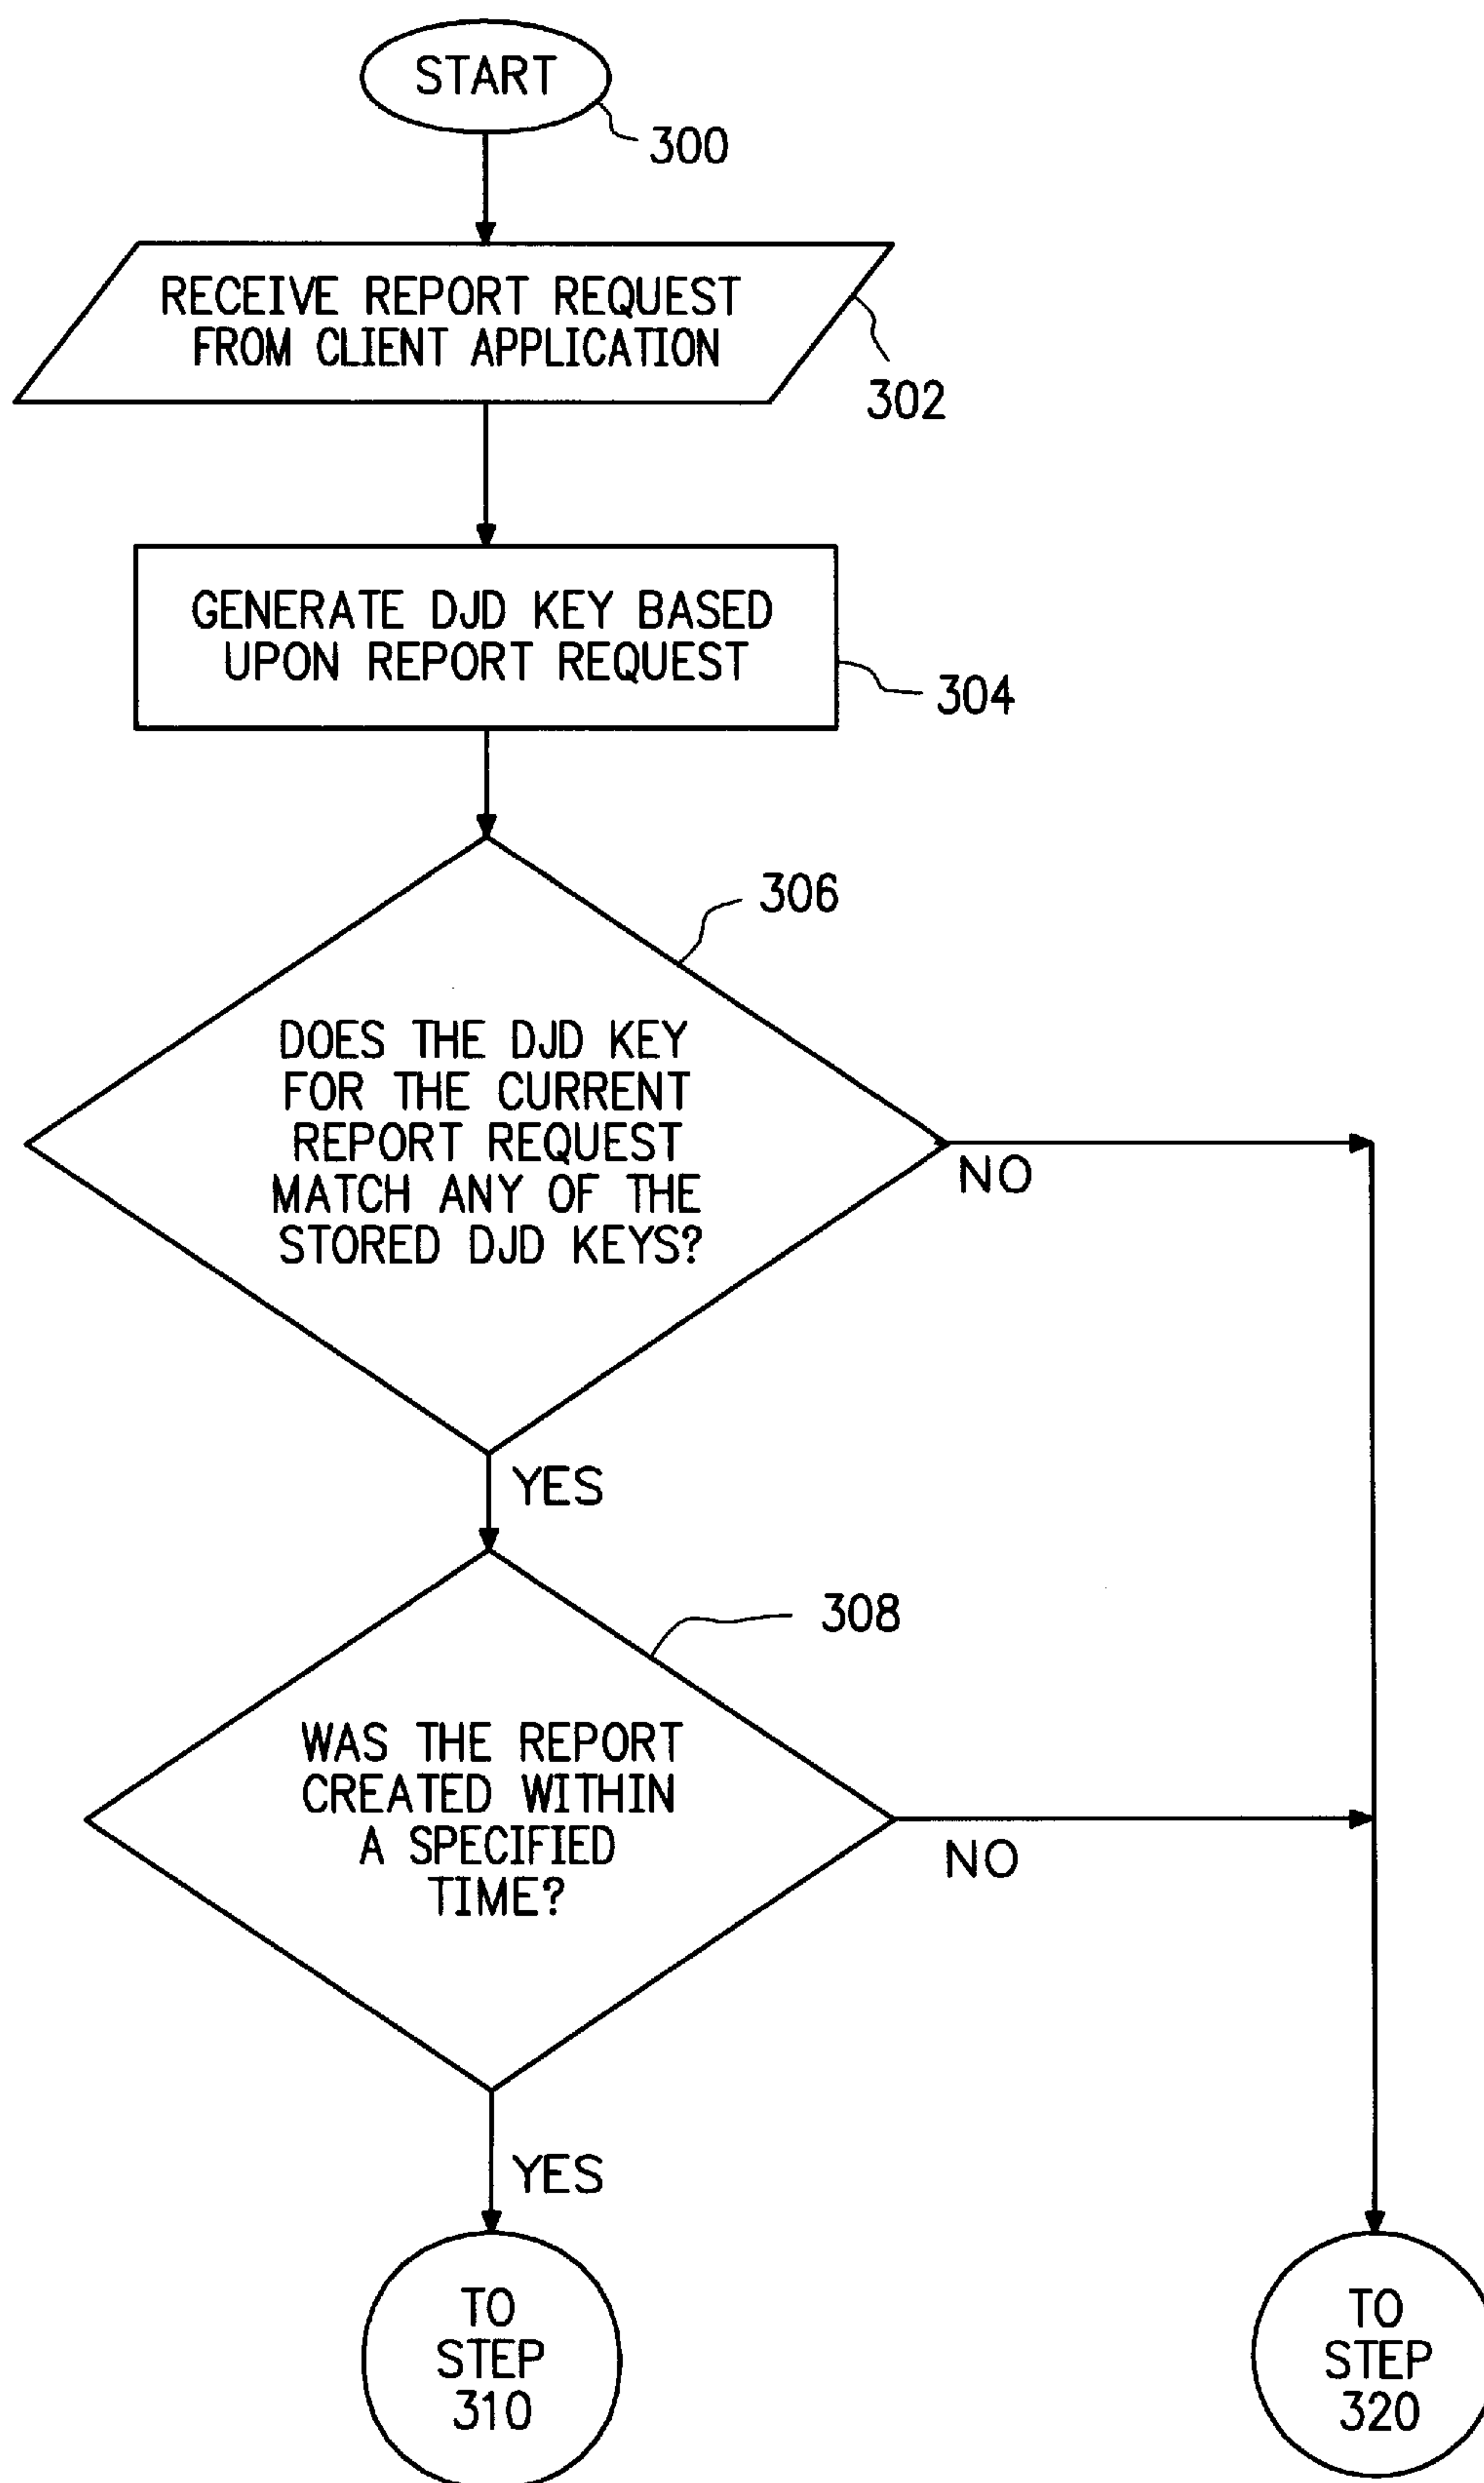 START
300
RECEIVE REPORT REQUEST
FROM CLIENT APPLICATION
302
GENERATE DJD KEY BASED
UPON REPORT REQUEST
304
306
DOES THE DJD KEY
FOR THE CURRENT
REPORT REQUEST
MATCH ANY OF THE
STORED DJD KEYS?
NO
YES
308
WAS THE REPORT
CREATED WITHIN
A SPECIFIED
TIME?
NO
YES
TO
STEP
310
TO
STEP
320